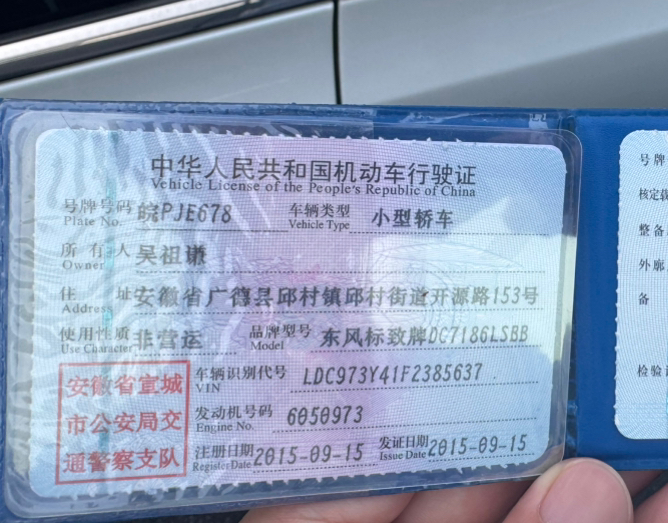 中华人民共和国机动车行驶证
Vehicle License of the People's Republic of China
号牌号码 皖PJE678 车辆类型 小型轿车
Plate No. Vehicle Type
所有人 吴祖谦
Owner
住址 安徽省广德县邱村镇邱村街道开源路153号
Address
使用性质 非营运 品牌型号 东风标致牌DC7186LSBB
Use Character Model
安徽省宣城
市公安局交
通警察支队
车辆识别代号 LDC973Y41F2385637
VIN
发动机号码 6050973
Engine No.
注册日期 2015-09-15 发证日期 2015-09-15
Register Date Issue Date
号牌
核定载
整备
外廓
备
检验